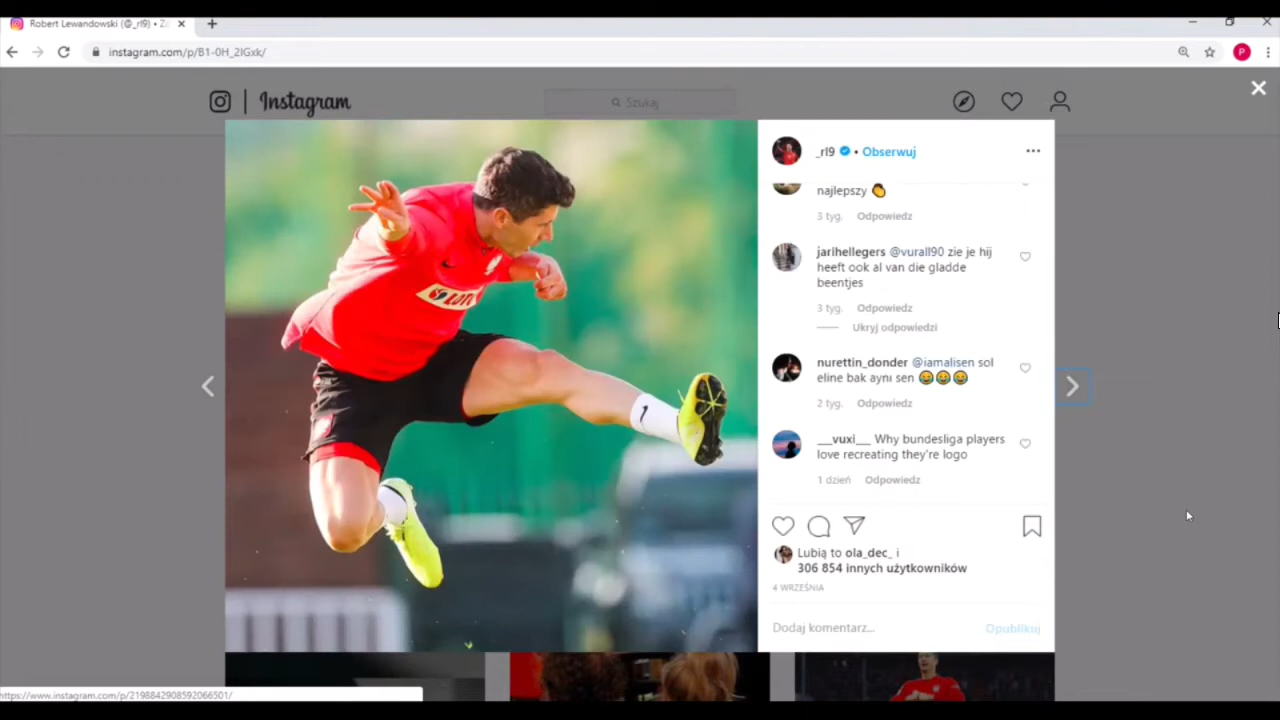 Robert Lewandowski (@_rl9) • Z
instagram.com/p/B1-0H_2IGxk/
P
Instagram
Szukaj
_rl9 • Obserwuj
najlepszy 👏
3 tyg. Odpowiedz
jarihellegers @vurall90 zie je hij
heeft ook al van die gladde
beentjes
3 tyg. Odpowiedz
Ukryj odpowiedzi
nurettin_donder @iamalisen sol
eline bak aynı sen 😂😂😂
2 tyg. Odpowiedz
___vuxi___ Why bundesliga players
love recreating they're logo
1 dzień Odpowiedz
Lubią to ola_dec_ i
306 854 innych użytkowników
4 WRZEŚNIA
Dodaj komentarz... Opublikuj
https://www.instagram.com/p/2198842908592066501/